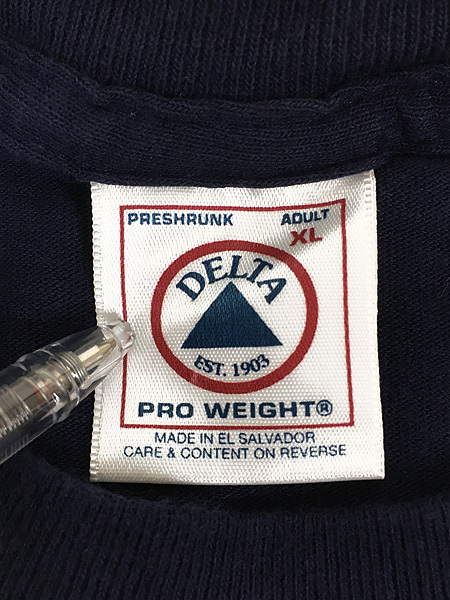 PRESHRUNK ADULT
XL
DELTA
EST. 1903
PRO WEIGHT®
MADE IN EL SALVADOR
CARE & CONTENT ON REVERSE